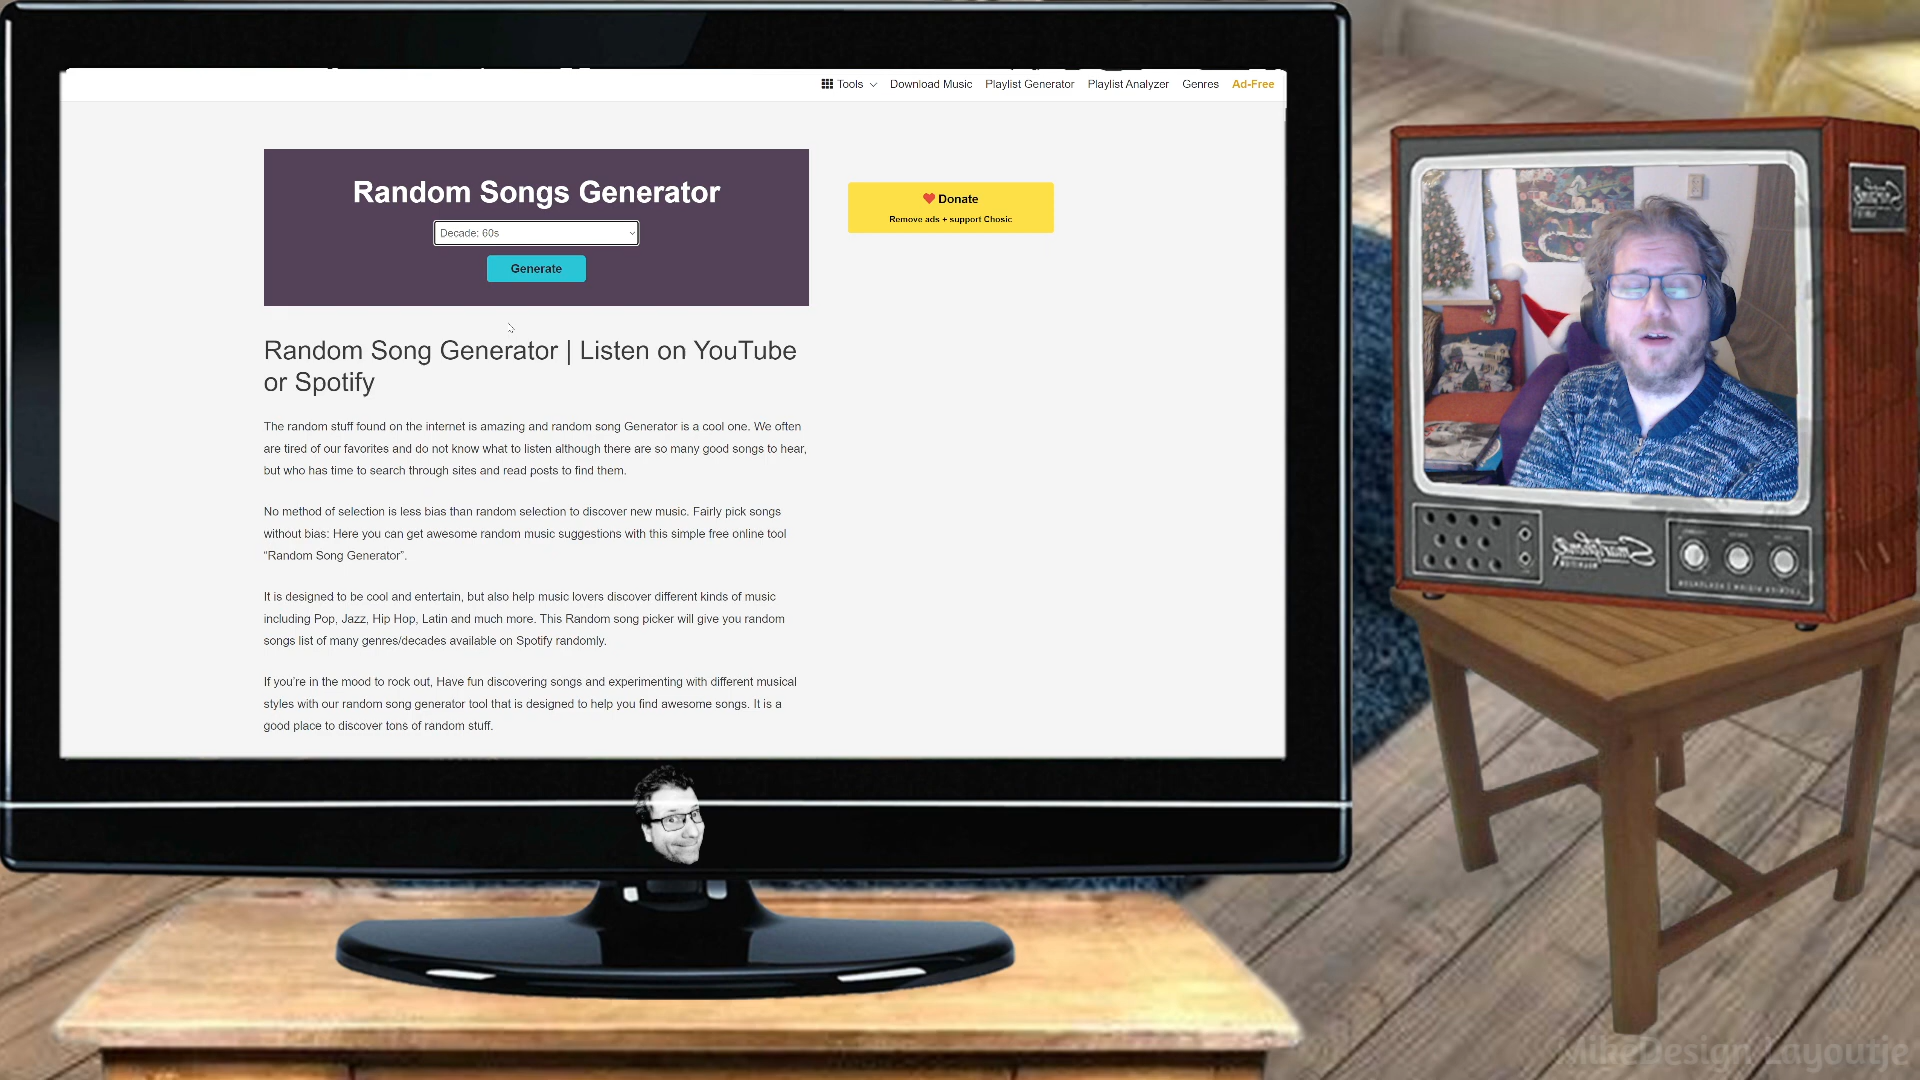 Tools
Download Music
Playlist Generator
Playlist Analyzer
Genres
Ad-Free
Random Songs Generator
Decade: 60s
Generate
Donate
Remove ads + support Chosic
Random Song Generator | Listen on YouTube
or Spotify
The random stuff found on the internet is amazing and random song Generator is a cool one. We often
are tired of our favorites and do not know what to listen although there are so many good songs to hear,
but who has time to search through sites and read posts to find them.
No method of selection is less bias than random selection to discover new music. Fairly pick songs
without bias: Here you can get awesome random music suggestions with this simple free online tool
“Random Song Generator”.
It is designed to be cool and entertain, but also help music lovers discover different kinds of music
including Pop, Jazz, Hip Hop, Latin and much more. This Random song picker will give you random
songs list of many genres/decades available on Spotify randomly.
If you’re in the mood to rock out, Have fun discovering songs and experimenting with different musical
styles with our random song generator tool that is designed to help you find awesome songs. It is a
good place to discover tons of random stuff.
MikeDesign Layoutje